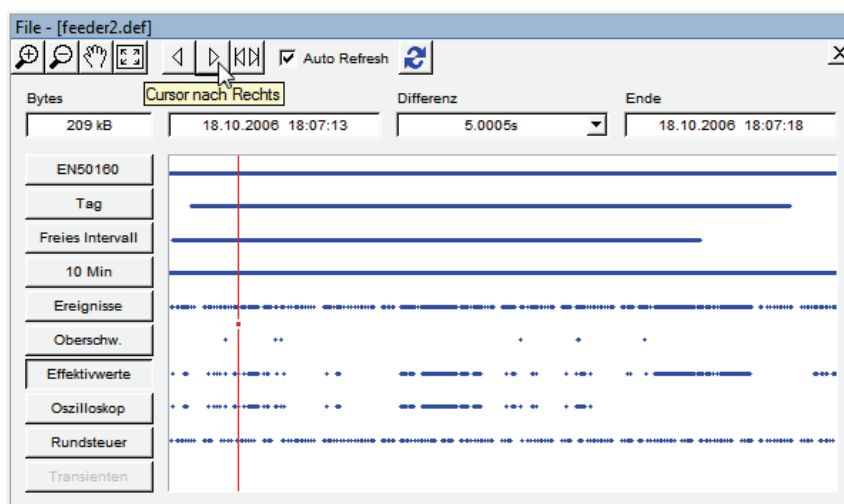 File - [feeder2.def]
Auto Refresh
Cursor nach Rechts
Bytes
Differenz
Ende
209 kB
18.10.2006 18:07:13
5.0005s
18.10.2006 18:07:18
EN50160
Tag
Freies Intervall
10 Min
Ereignisse
Oberschw.
Effektivwerte
Oszilloskop
Rundsteuer
Transienten